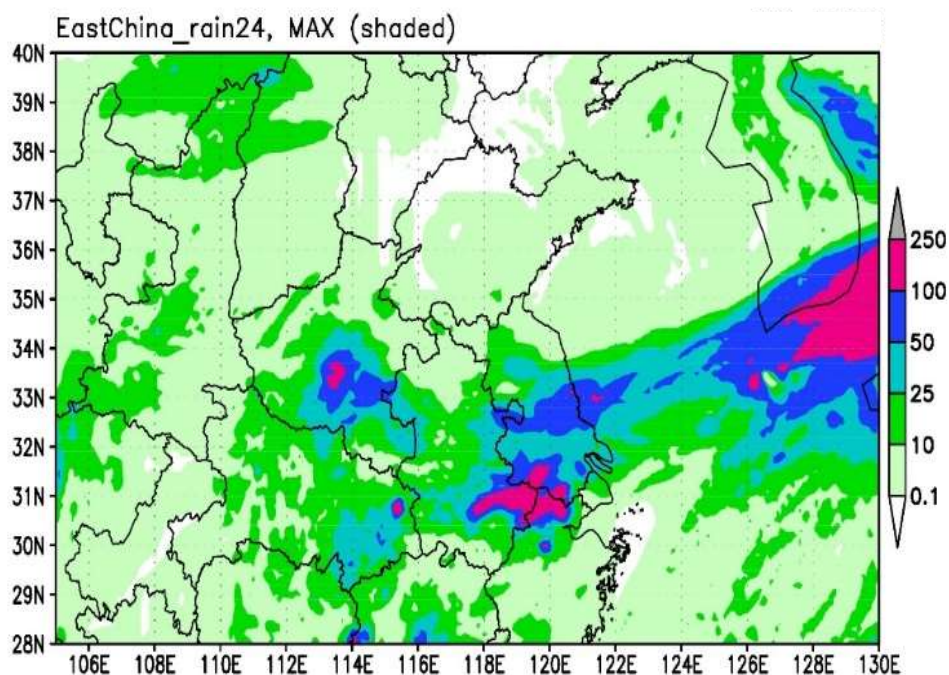 EastChina_rain24, MAX (shaded)
40N
39N
38N
37N
36N
35N
34N
33N
32N
31N
30N
29N
28N
106E 108E 110E 112E 114E 116E 118E 120E 122E 124E 126E 128E 130E
250
100
50
25
10
0.1